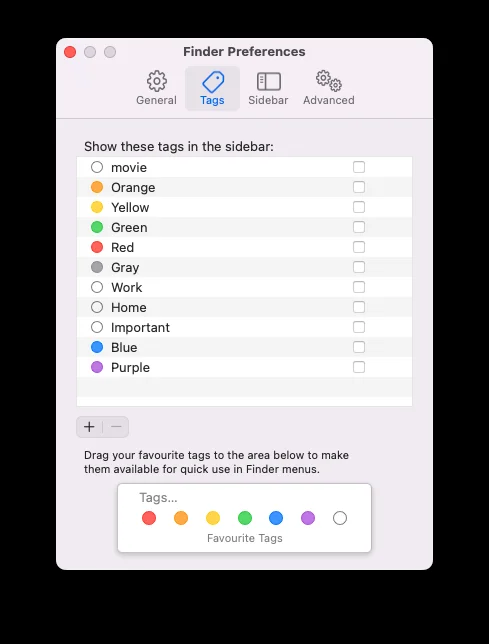 Finder Preferences
General Tags Sidebar Advanced
Show these tags in the sidebar:
movie
Orange
Yellow
Green
Red
Gray
Work
Home
Important
Blue
Purple
+ −
Drag your favourite tags to the area below to make
them available for quick use in Finder menus.
Tags...
Favourite Tags